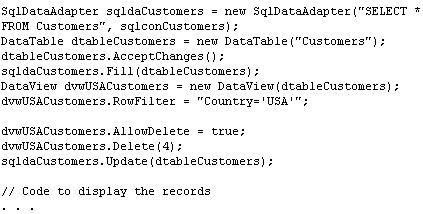 SqlDataAdapter sqldaCustomers = new SqlDataAdapter("SELECT *
FROM Customers", sqlconCustomers);
DataTable dtableCustomers = new DataTable("Customers");
dtableCustomers.AcceptChanges();
sqldaCustomers.Fill(dtableCustomers);
DataView dvwUSACustomers = new DataView(dtableCustomers);
dvwUSACustomers.RowFilter = "Country='USA'";
dvwUSACustomers.AllowDelete = true;
dvwUSACustomers.Delete(4);
sqldaCustomers.Update(dtableCustomers);
// Code to display the records
. . .